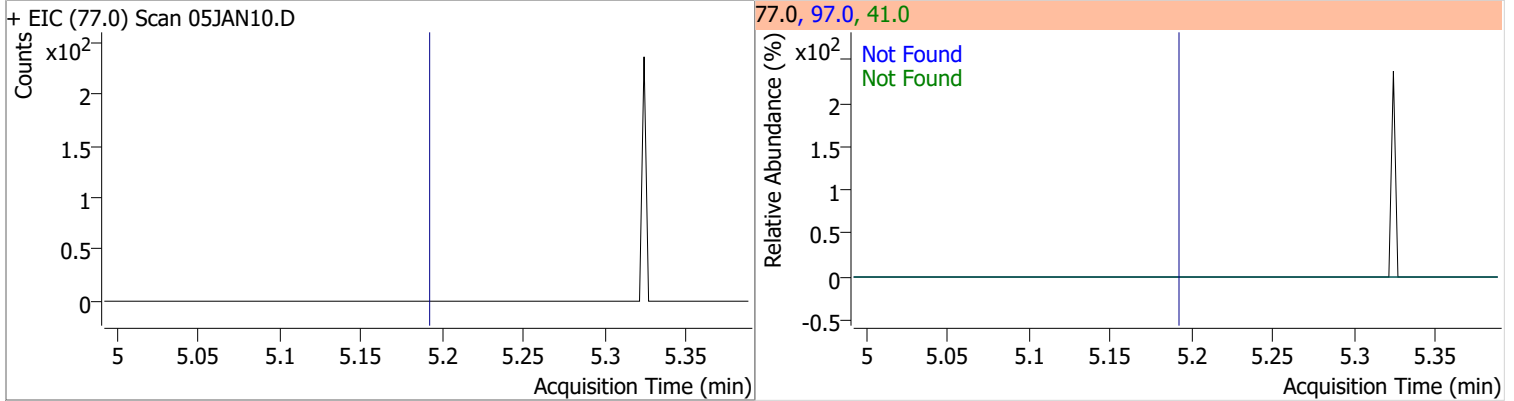 + EIC (77.0) Scan 05JAN10.D
Counts
x10²
2
1.5
1
0.5
0
5 5.05 5.1 5.15 5.2 5.25 5.3 5.35
Acquisition Time (min)
77.0, 97.0, 41.0
Relative Abundance (%)
x10²
Not Found
Not Found
2
1.5
1
0.5
0
-0.5
5 5.05 5.1 5.15 5.2 5.25 5.3 5.35
Acquisition Time (min)